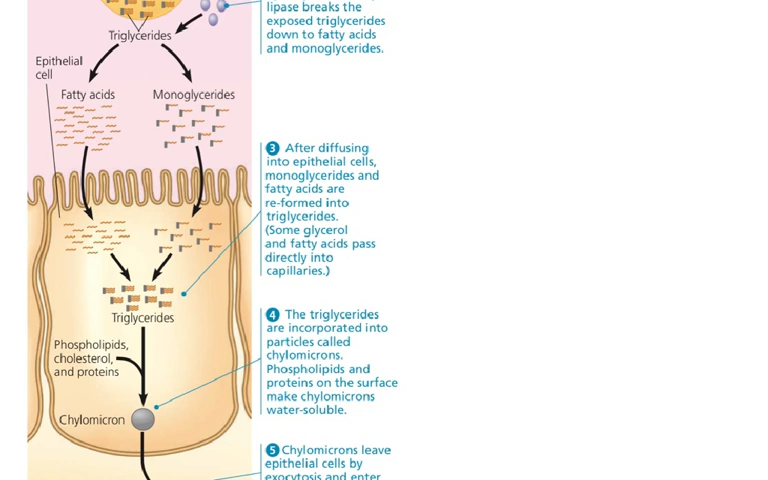 lipase breaks the
exposed triglycerides
down to fatty acids
and monoglycerides.
Triglycerides
Epithelial
cell
Fatty acids
Monoglycerides
3 After diffusing
into epithelial cells,
monoglycerides and
fatty acids are
re-formed into
triglycerides.
(Some glycerol
and fatty acids pass
directly into
capillaries.)
Triglycerides
4 The triglycerides
are incorporated into
particles called
chylomicrons.
Phospholipids and
proteins on the surface
make chylomicrons
water-soluble.
Phospholipids,
cholesterol,
and proteins
Chylomicron
5 Chylomicrons leave
epithelial cells by
exocytosis and enter